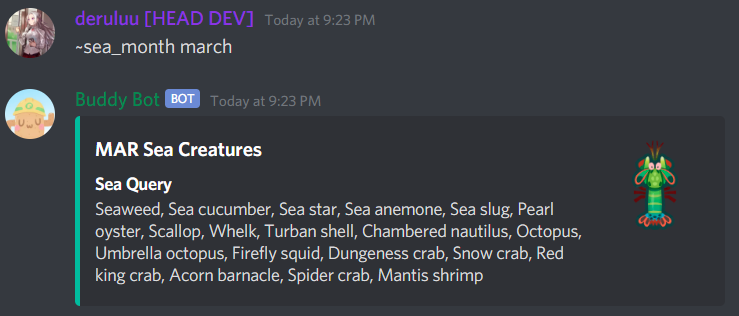 deruluu [HEAD DEV] Today at 9:23 PM
~sea_month march
Buddy Bot BOT Today at 9:23 PM
MAR Sea Creatures
Sea Query
Seaweed, Sea cucumber, Sea star, Sea anemone, Sea slug, Pearl
oyster, Scallop, Whelk, Turban shell, Chambered nautilus, Octopus,
Umbrella octopus, Firefly squid, Dungeness crab, Snow crab, Red
king crab, Acorn barnacle, Spider crab, Mantis shrimp